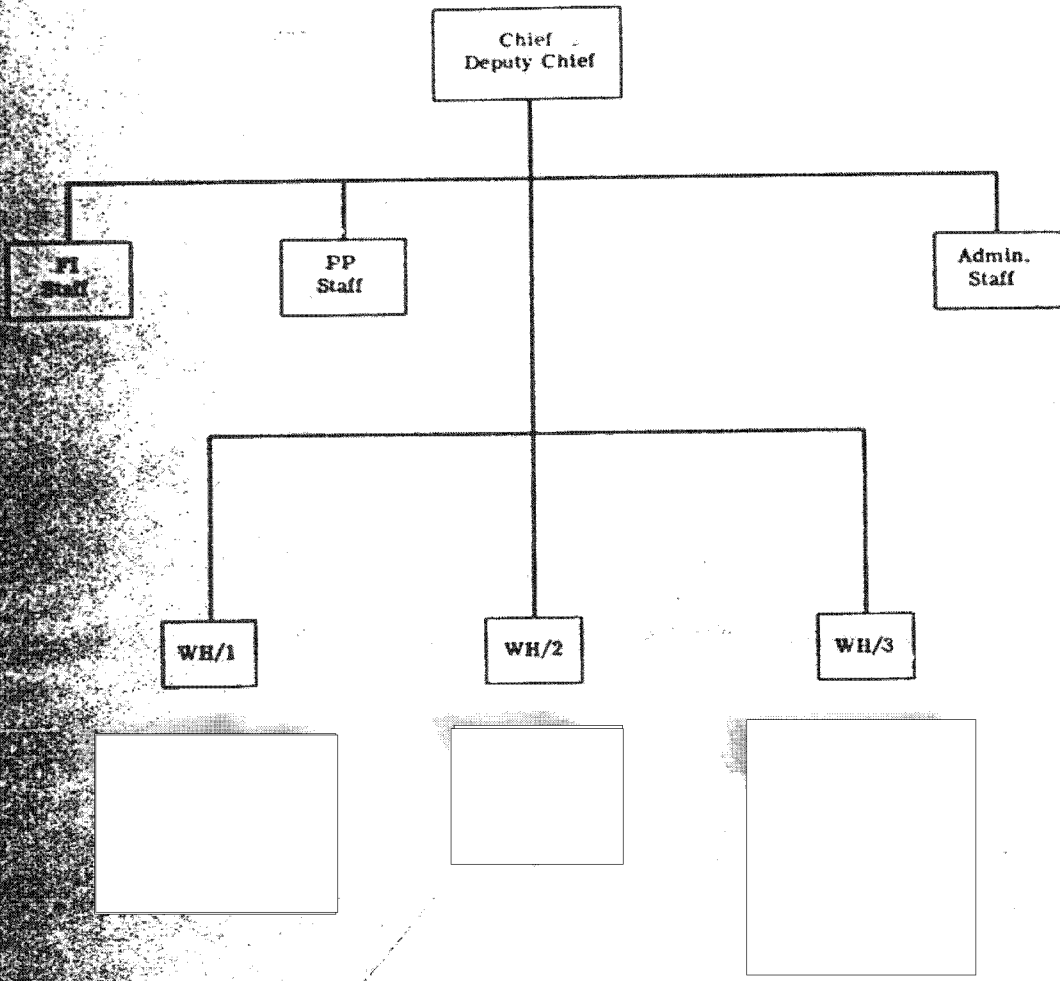 Chief
Deputy Chief
FI
Staff
PP
Staff
Admin.
Staff
WH/1
WH/2
WH/3